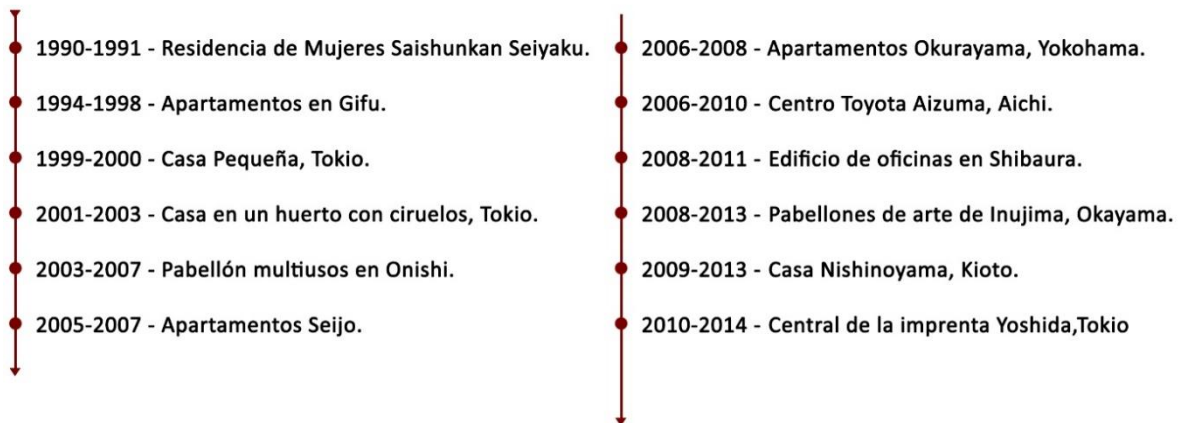 1990-1991 - Residencia de Mujeres Saishunkan Seiyaku.
1994-1998 - Apartamentos en Gifu.
1999-2000 - Casa Pequeña, Tokio.
2001-2003 - Casa en un huerto con ciruelos, Tokio.
2003-2007 - Pabellón multiusos en Onishi.
2005-2007 - Apartamentos Seijo.
2006-2008 - Apartamentos Okurayama, Yokohama.
2006-2010 - Centro Toyota Aizuma, Aichi.
2008-2011 - Edificio de oficinas en Shibaura.
2008-2013 - Pabellones de arte de Inujima, Okayama.
2009-2013 - Casa Nishinoyama, Kioto.
2010-2014 - Central de la imprenta Yoshida,Tokio